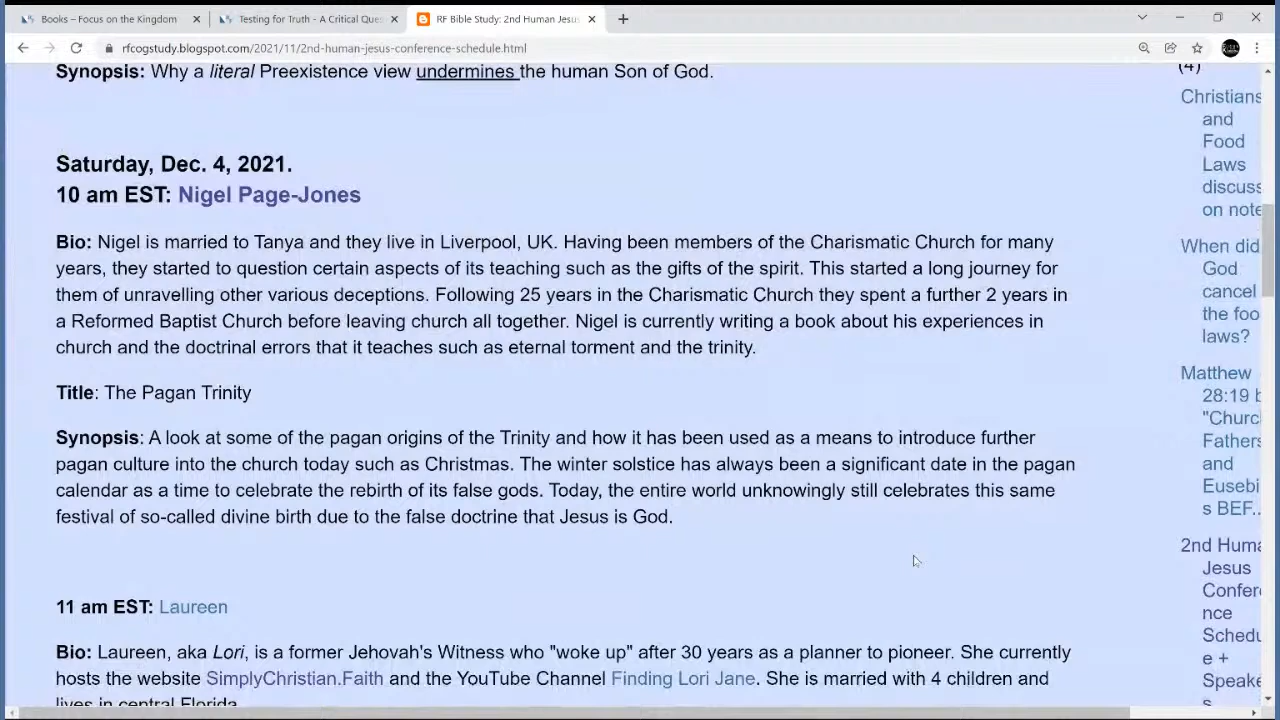 Books – Focus on the Kingdom
Testing for Truth - A Critical Que
RF Bible Study: 2nd Human Jesus
rfcogstudy.blogspot.com/2021/11/2nd-human-jesus-conference-schedule.html
Synopsis: Why a literal Preexistence view undermines the human Son of God.
Saturday, Dec. 4, 2021.
10 am EST: Nigel Page-Jones
Bio: Nigel is married to Tanya and they live in Liverpool, UK. Having been members of the Charismatic Church for many
years, they started to question certain aspects of its teaching such as the gifts of the spirit. This started a long journey for
them of unravelling other various deceptions. Following 25 years in the Charismatic Church they spent a further 2 years in
a Reformed Baptist Church before leaving church all together. Nigel is currently writing a book about his experiences in
church and the doctrinal errors that it teaches such as eternal torment and the trinity.
Title: The Pagan Trinity
Synopsis: A look at some of the pagan origins of the Trinity and how it has been used as a means to introduce further
pagan culture into the church today such as Christmas. The winter solstice has always been a significant date in the pagan
calendar as a time to celebrate the rebirth of its false gods. Today, the entire world unknowingly still celebrates this same
festival of so-called divine birth due to the false doctrine that Jesus is God.
11 am EST: Laureen
Bio: Laureen, aka Lori, is a former Jehovah's Witness who "woke up" after 30 years as a planner to pioneer. She currently
hosts the website SimplyChristian.Faith and the YouTube Channel Finding Lori Jane. She is married with 4 children and
lives in central Florida
(4)
Christians
and
Food
Laws
discuss
on note
When did
God
cancel
the foo
laws?
Matthew
28:19 b
"Churc
Fathers
and
Eusebi
s BEF..
2nd Huma
Jesus
Confer
nce
Schedu
e +
Speake
s